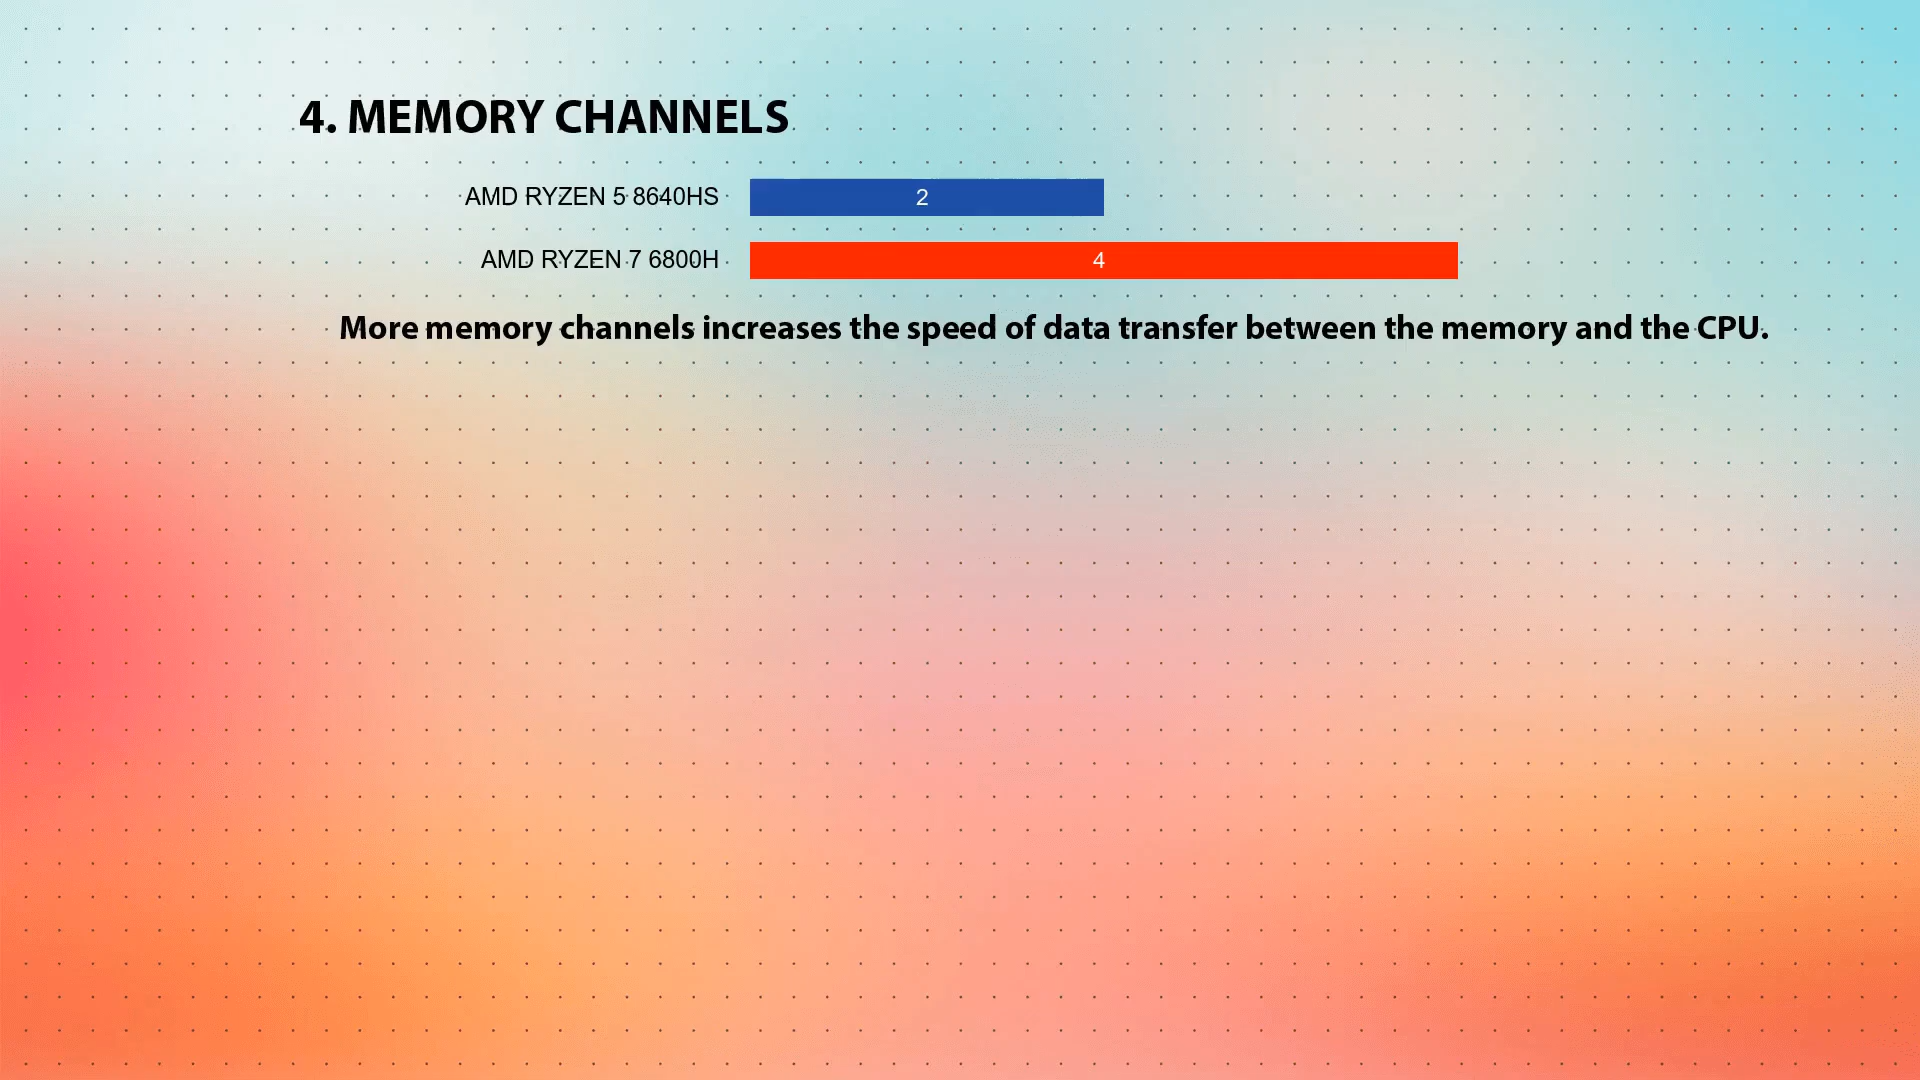 4. MEMORY CHANNELS
AMD RYZEN 5 8640HS
2
AMD RYZEN 7 6800H
4
More memory channels increases the speed of data transfer between the memory and the CPU.